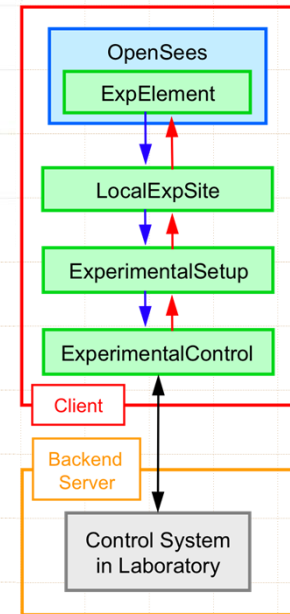 OpenSees
ExpElement
LocalExpSite
ExperimentalSetup
ExperimentalControl
Client
Backend
Server
Control System
in Laboratory